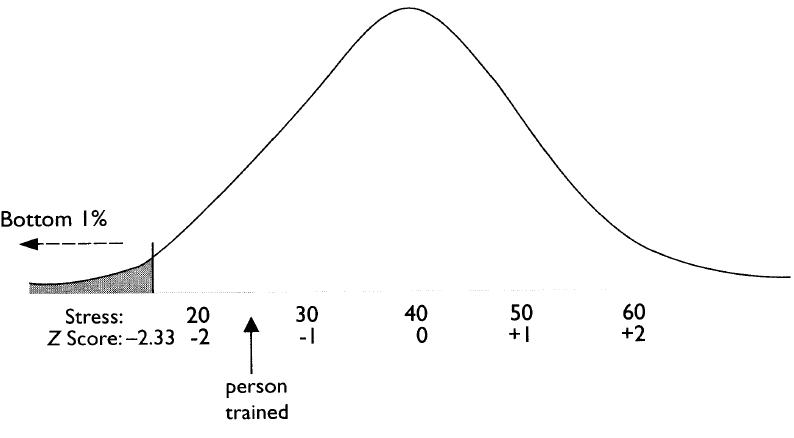 Bottom 1%
Stress: 20 30 40 50 60
Z Score: −2.33 -2 -1 0 +1 +2
person
trained